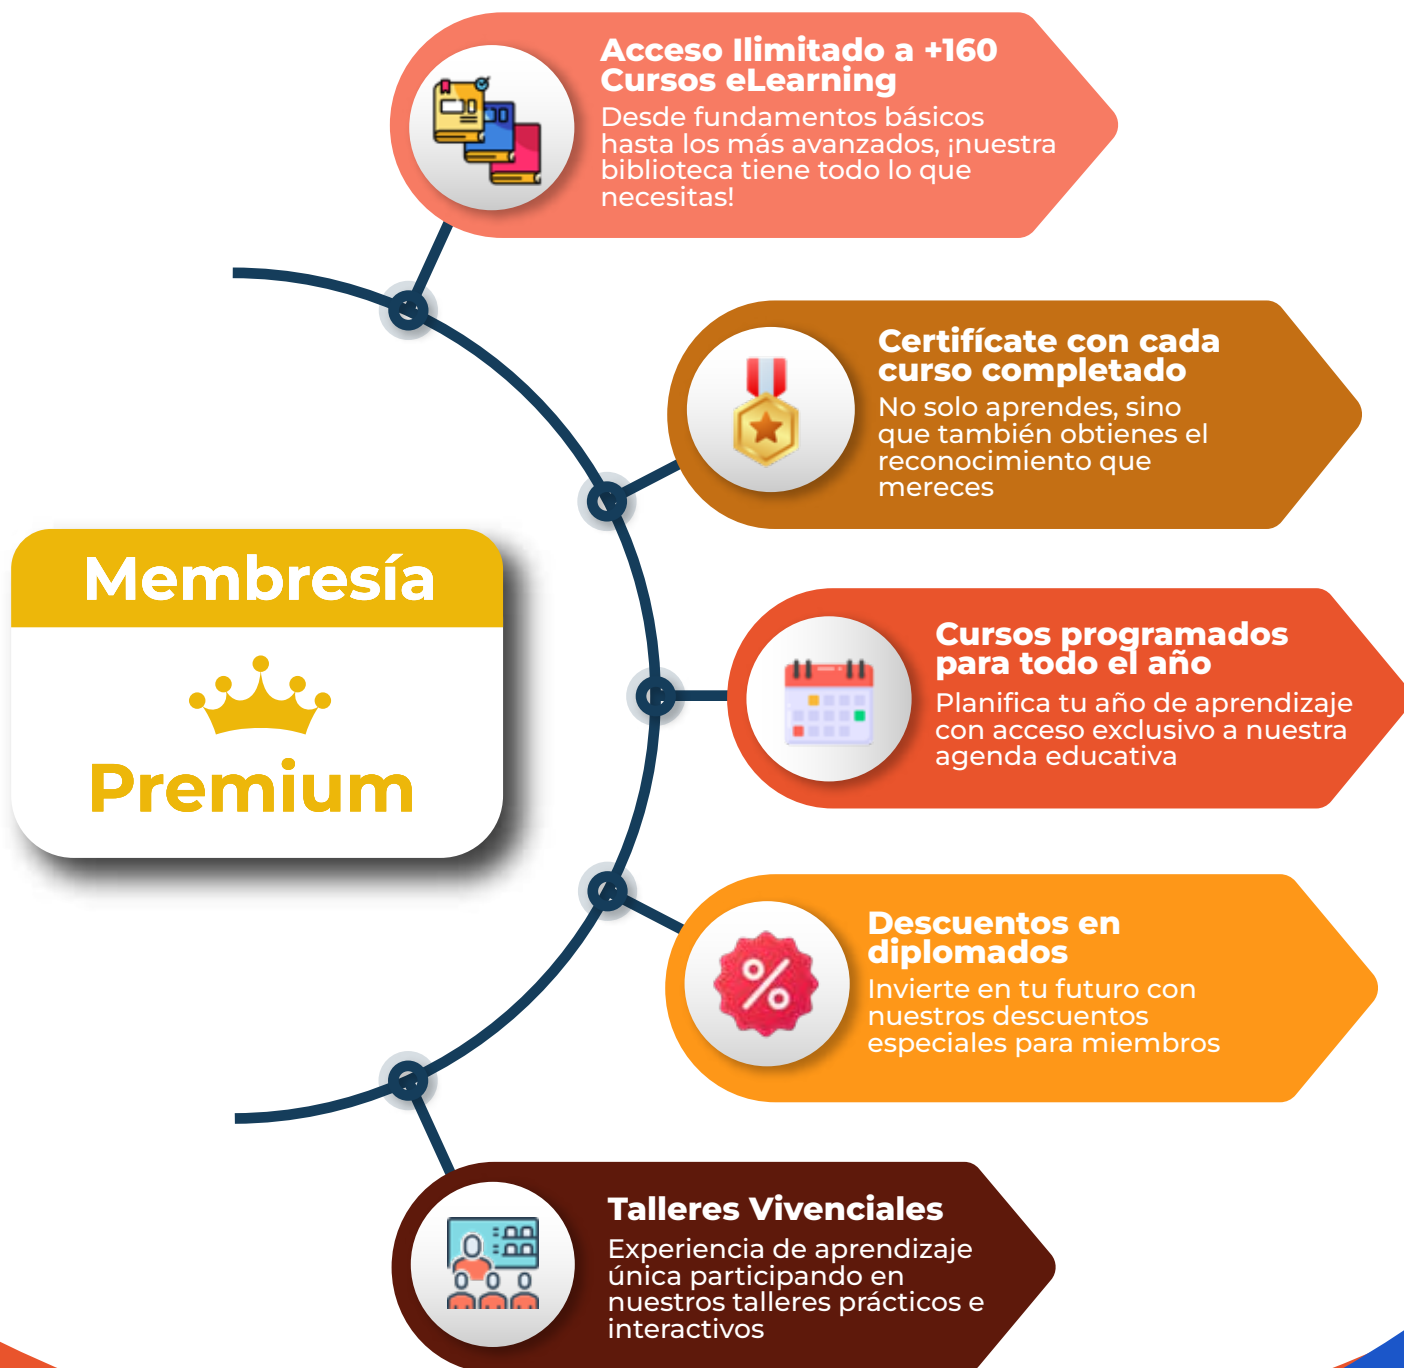 Acceso Ilimitado a +160
Cursos eLearning
Desde fundamentos básicos
hasta los más avanzados, ¡nuestra
biblioteca tiene todo lo que
necesitas!
Certifícate con cada
curso completado
No solo aprendes, sino
que también obtienes el
reconocimiento que
mereces
Membresía
Premium
Cursos programados
para todo el año
Planifica tu año de aprendizaje
con acceso exclusivo a nuestra
agenda educativa
Descuentos en
diplomados
Invierte en tu futuro con
nuestros descuentos
especiales para miembros
Talleres Vivenciales
Experiencia de aprendizaje
única participando en
nuestros talleres prácticos e
interactivos